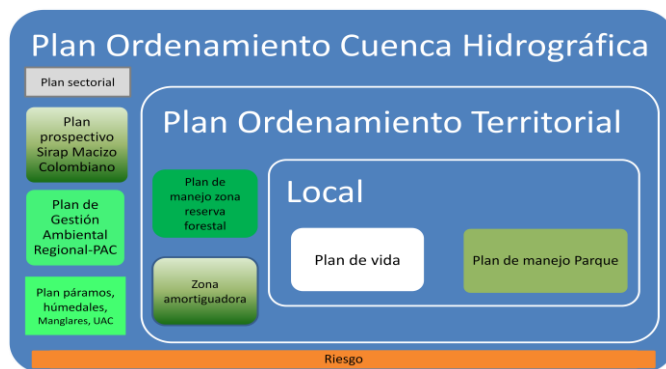 Plan Ordenamiento Cuenca Hidrográfica
Plan sectorial
Plan
prospectivo
Sirap Macizo
Colombiano
Plan de
Gestión
Ambiental
Regional-PAC
Plan páramos,
húmedales,
Manglares, UAC
Plan Ordenamiento Territorial
Plan de
manejo zona
reserva
forestal
Zona
amortiguadora
Local
Plan de vida
Plan de manejo Parque
Riesgo